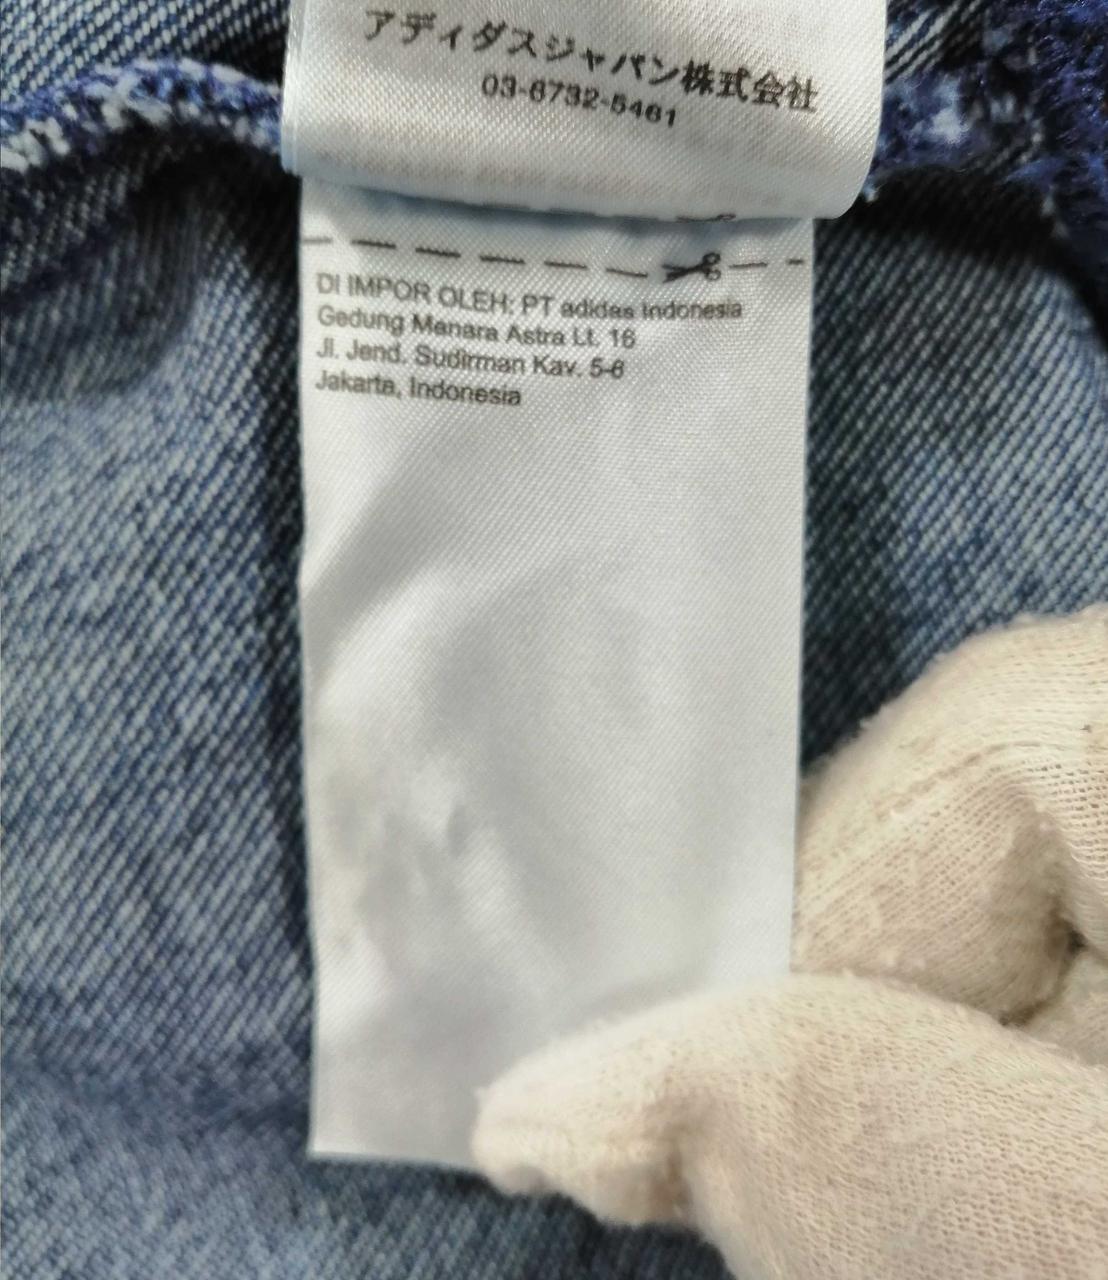 アディダスジャパン株式会社
03-6732-5461
DI IMPOR OLEH: PT adidas Indonesia
Gedung Menara Astra Lt. 16
Jl. Jend. Sudirman Kav. 5-6
Jakarta, Indonesia